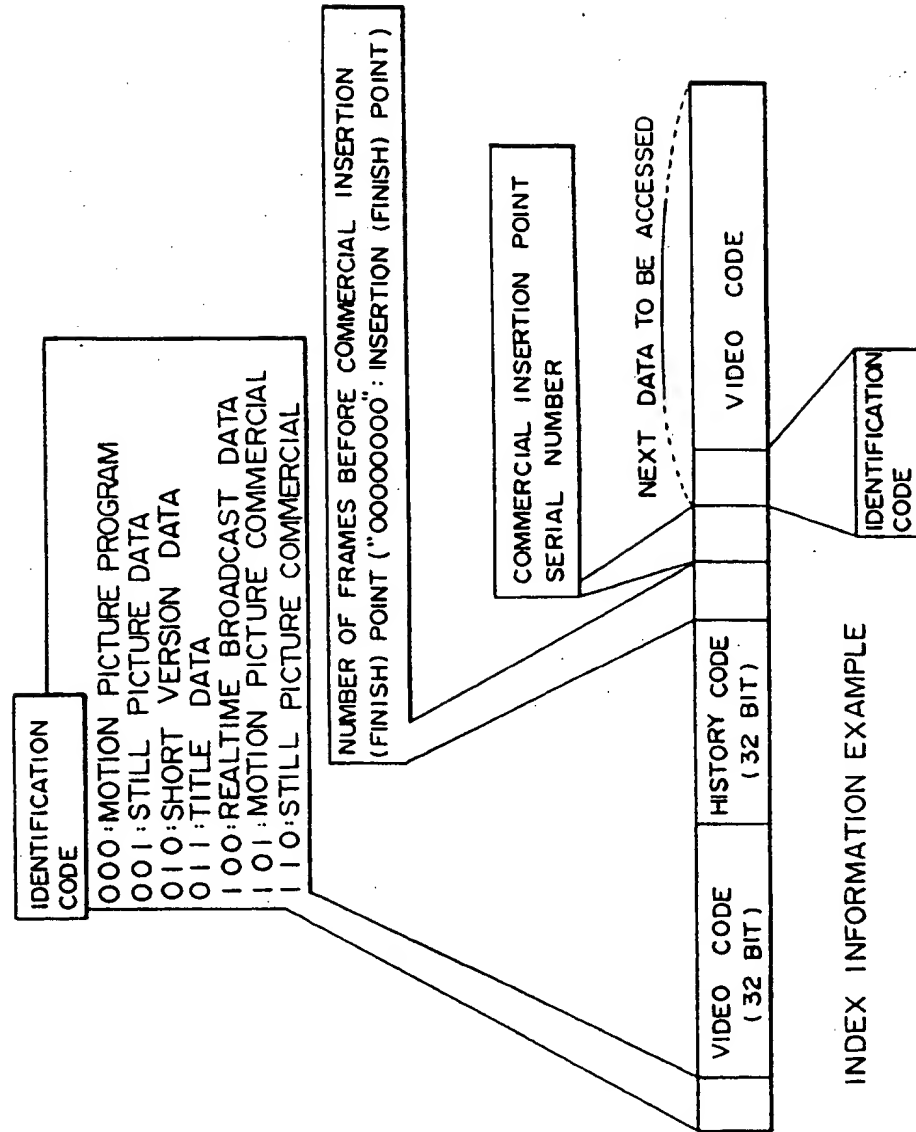 IDENTIFICATION
CODE
000:MOTION PICTURE PROGRAM
001:STILL PICTURE DATA
010:SHORT VERSION DATA
011:TITLE DATA
100:REALTIME BROADCAST DATA
101:MOTION PICTURE COMMERCIAL
110:STILL PICTURE COMMERCIAL
NUMBER OF FRAMES BEFORE COMMERCIAL INSERTION
(FINISH) POINT ("0000000": INSERTION (FINISH) POINT)
COMMERCIAL INSERTION POINT
SERIAL NUMBER
NEXT DATA TO BE ACCESSED
VIDEO CODE
(32 BIT)
HISTORY CODE
(32 BIT)
VIDEO CODE
IDENTIFICATION
CODE
INDEX INFORMATION EXAMPLE